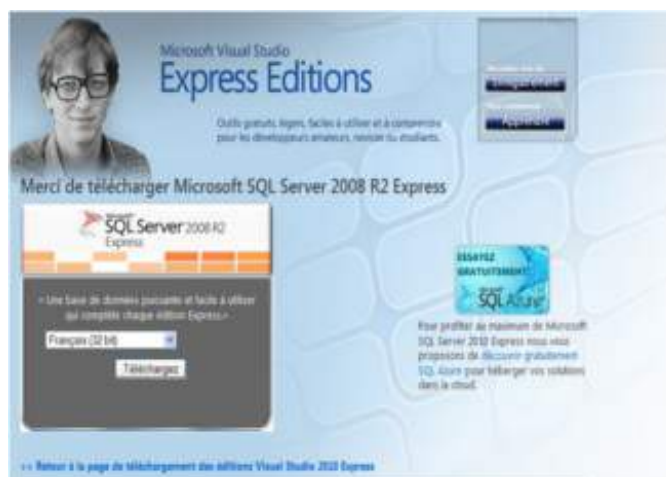 Microsoft Visual Studio
Express Editions
Outils gratuits, légers, faciles à utiliser et à comprendre
pour les développeurs amateurs, novices ou étudiants.
Merci de télécharger Microsoft SQL Server 2008 R2 Express
SQL Server 2008 R2
Express
« Une base de données puissante et facile à utiliser
qui complète chaque édition Express.»
Français (32 bit)
Téléchargez
ESSAYEZ
GRATUITEMENT
SQL Azure
Pour profiter au maximum de Microsoft
SQL Server 2010 Express nous vous
proposons de découvrir gratuitement
SQL Azure pour héberger vos solutions
dans la cloud.
>> Retour à la page de téléchargement des éditions Visual Studio 2010 Express